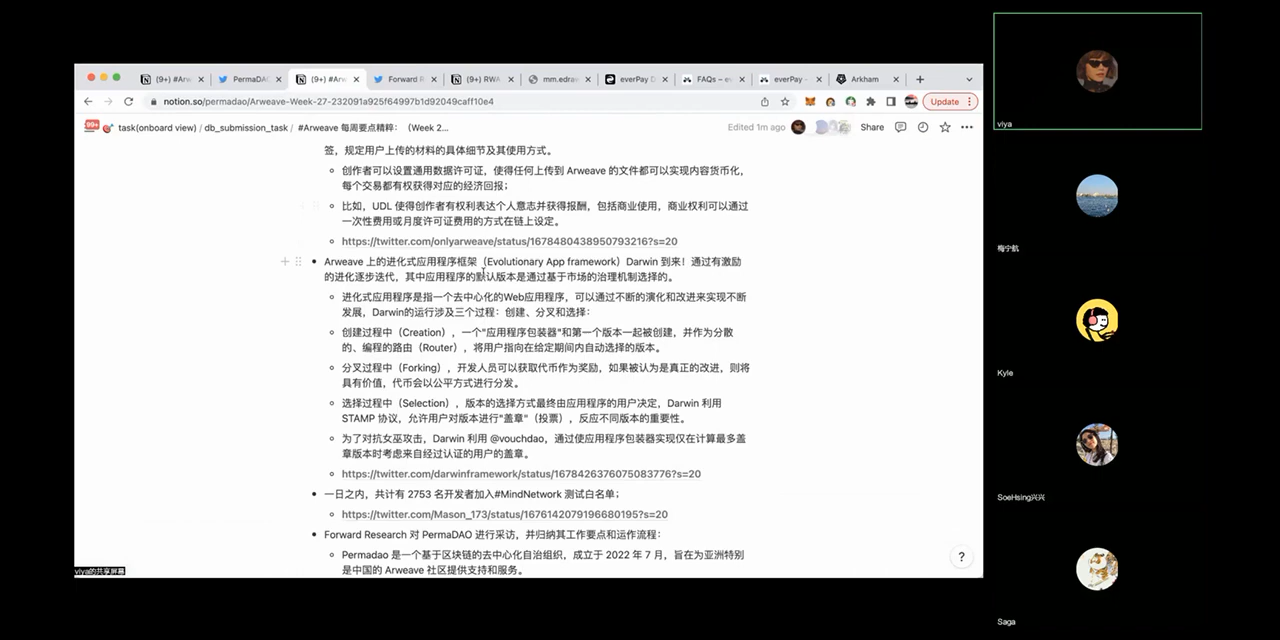 (9+) #Arw
PermaDAO
(9+) #Arw
Forward R
(9+) RWA
mm.edrav
everPay D
FAQs – ev
everPay -
Arkham
notion.so/permadao/Arweave-Week-27-232091a925f64997b1d92049caff10e4
Update
99+
task(onboard view) / db_submission_task / #Arweave 每周要点精粹： (Week 2...
Edited 1m ago
Share
签，规定用户上传的材料的具体细节及其使用方式。
创作者可以设置通用数据许可证，使得任何上传到 Arweave 的文件都可以实现内容货币化，
每个交易都有权获得对应的经济回报；
比如，UDL 使得创作者有权利表达个人意志并获得报酬，包括商业使用，商业权利可以通过
一次性费用或月度许可证费用的方式在链上设定。
https://twitter.com/onlyarweave/status/1678480438950793216?s=20
Arweave 上的进化式应用程序框架（Evolutionary App framework）Darwin 到来！通过有激励
的进化逐步迭代，其中应用程序的默认版本是通过基于市场的治理机制选择的。
进化式应用程序是指一个去中心化的Web应用程序，可以通过不断的演化和改进来实现不断
发展，Darwin的运行涉及三个过程：创建、分叉和选择：
创建过程中（Creation），一个"应用程序包装器"和第一个版本一起被创建，并作为分散
的、编程的路由（Router），将用户指向在给定期间内自动选择的版本。
分叉过程中（Forking），开发人员可以获取代币作为奖励，如果被认为是真正的改进，则将
具有价值，代币会以公平方式进行分发。
选择过程中（Selection），版本的选择方式最终由应用程序的用户决定，Darwin 利用
STAMP 协议，允许用户对版本进行"盖章"（投票），反应不同版本的重要性。
为了对抗女巫攻击，Darwin 利用 @vouchdao，通过使应用程序包装器实现仅在计算最多盖
章版本时考虑来自经过认证的用户的盖章。
https://twitter.com/darwinframework/status/1678426376075083776?s=20
一日之内，共计有 2753 名开发者加入#MindNetwork 测试白名单；
https://twitter.com/Mason_173/status/1676142079196680195?s=20
Forward Research 对 PermaDAO 进行采访，并归纳其工作要点和运作流程：
Permadao 是一个基于区块链的去中心化自治组织，成立于 2022 年 7 月，旨在为亚洲特别
是中国的 Arweave 社区提供支持和服务。
?
viya的共享屏幕
viya
梅宁航
Kyle
SoeHsing兴兴
Saga